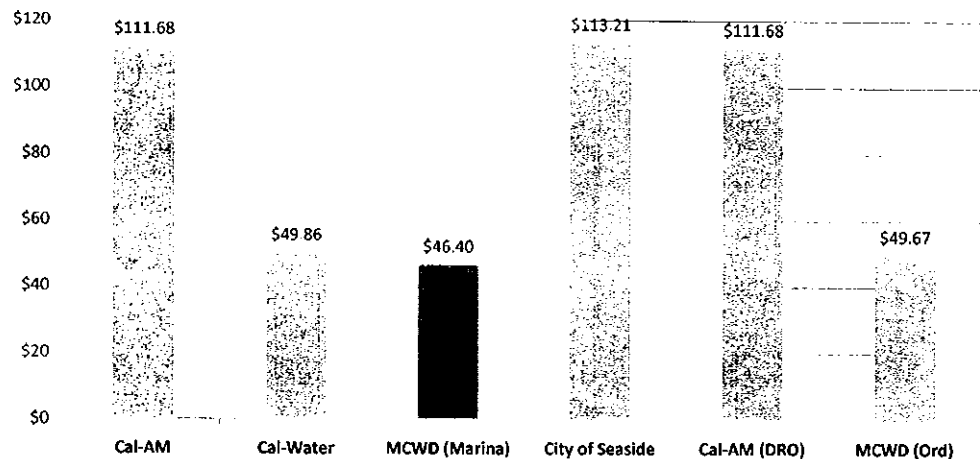 $120
$100
$80
$60
$40
$20
$0
$111.68
$49.86
$46.40
$113.21
$111.68
$49.67
Cal-AM
Cal-Water
MCWD (Marina)
City of Seaside
Cal-AM (DRO)
MCWD (Ord)